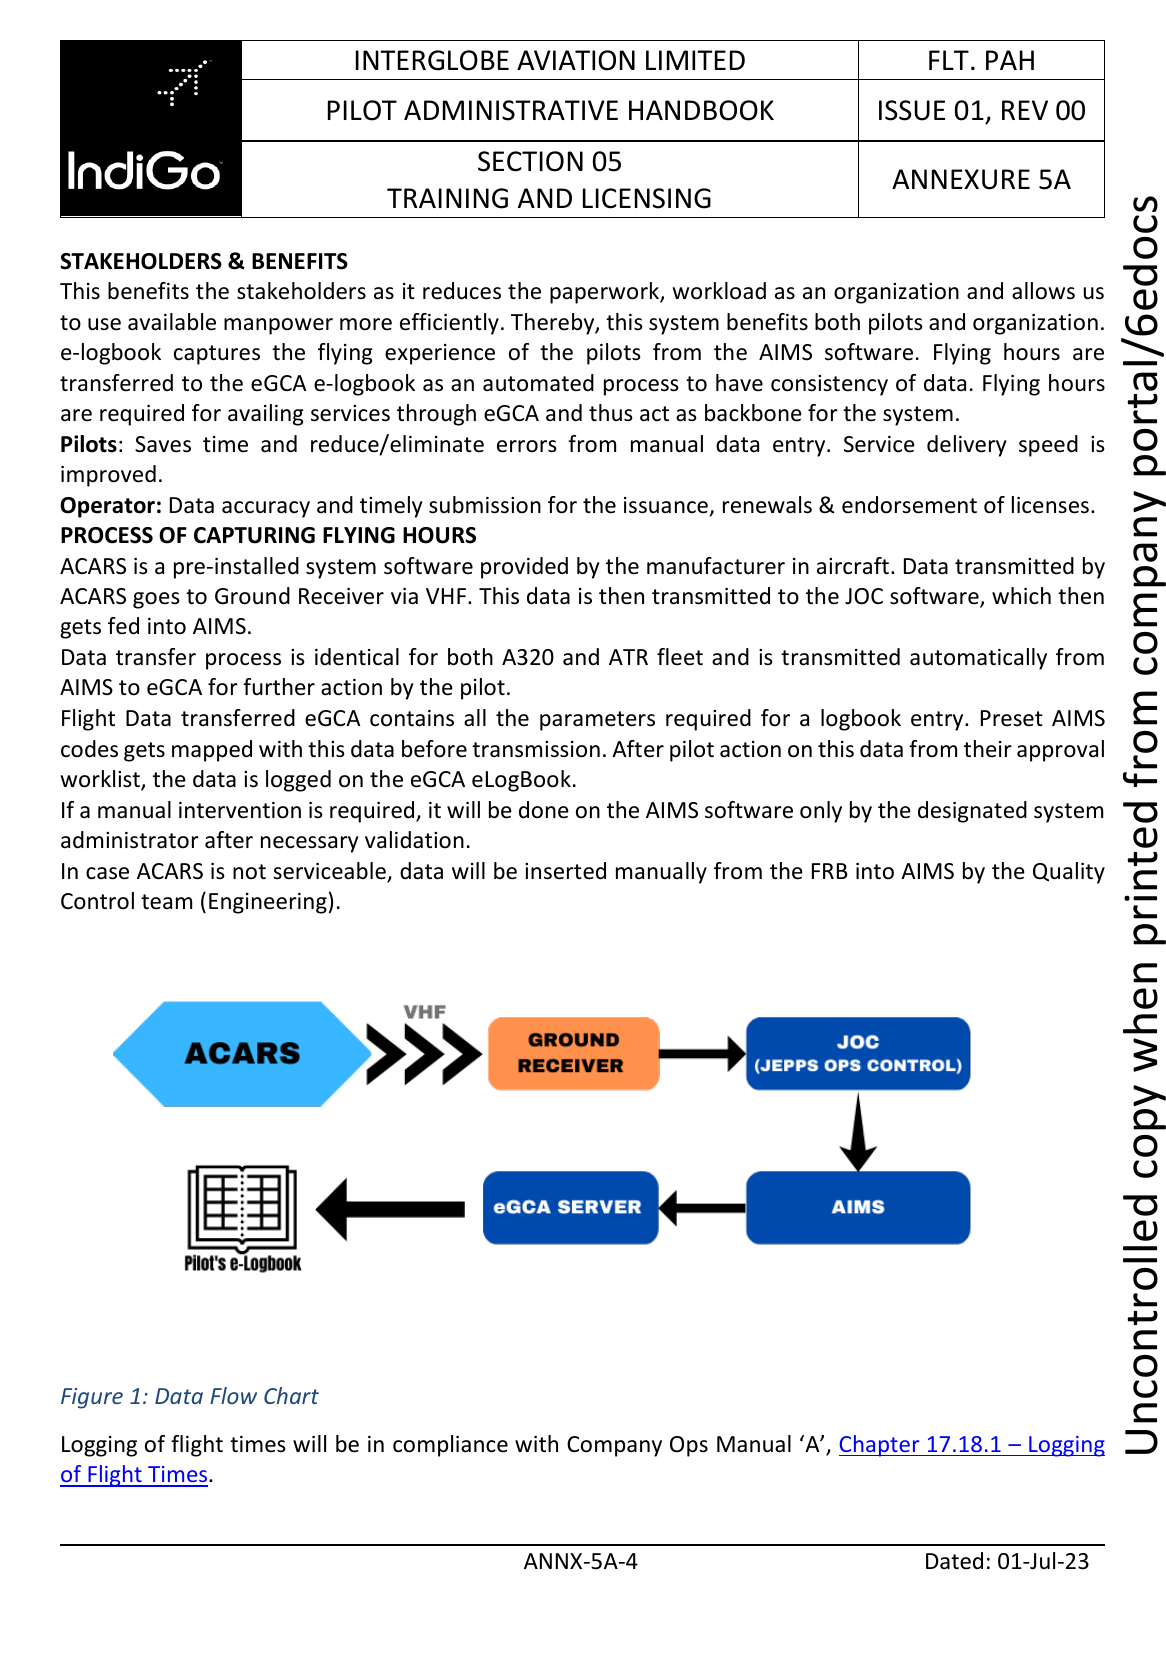 IndiGo
INTERGLOBE AVIATION LIMITED
FLT. PAH
PILOT ADMINISTRATIVE HANDBOOK
ISSUE 01, REV 00
SECTION 05
TRAINING AND LICENSING
ANNEXURE 5A
STAKEHOLDERS & BENEFITS
This benefits the stakeholders as it reduces the paperwork, workload as an organization and allows us
to use available manpower more efficiently. Thereby, this system benefits both pilots and organization.
e-logbook captures the flying experience of the pilots from the AIMS software. Flying hours are
transferred to the eGCA e-logbook as an automated process to have consistency of data. Flying hours
are required for availing services through eGCA and thus act as backbone for the system.
Pilots: Saves time and reduce/eliminate errors from manual data entry. Service delivery speed is
improved.
Operator: Data accuracy and timely submission for the issuance, renewals & endorsement of licenses.
PROCESS OF CAPTURING FLYING HOURS
ACARS is a pre-installed system software provided by the manufacturer in aircraft. Data transmitted by
ACARS goes to Ground Receiver via VHF. This data is then transmitted to the JOC software, which then
gets fed into AIMS.
Data transfer process is identical for both A320 and ATR fleet and is transmitted automatically from
AIMS to eGCA for further action by the pilot.
Flight Data transferred eGCA contains all the parameters required for a logbook entry. Preset AIMS
codes gets mapped with this data before transmission. After pilot action on this data from their approval
worklist, the data is logged on the eGCA eLogBook.
If a manual intervention is required, it will be done on the AIMS software only by the designated system
administrator after necessary validation.
In case ACARS is not serviceable, data will be inserted manually from the FRB into AIMS by the Quality
Control team (Engineering).
ACARS
VHF
GROUND
RECEIVER
JOC
(JEPPS OPS CONTROL)
AIMS
eGCA SERVER
Pilot's e-Logbook
Figure 1: Data Flow Chart
Logging of flight times will be in compliance with Company Ops Manual ‘A’, Chapter 17.18.1 – Logging
of Flight Times.
ANNX-5A-4
Dated: 01-Jul-23
Uncontrolled copy when printed from company portal/6edocs